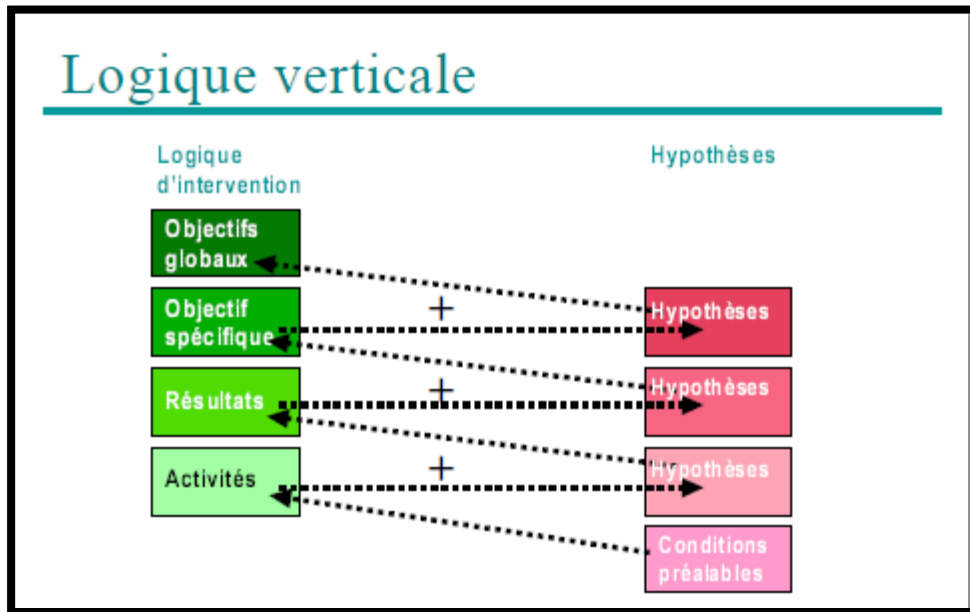 Logique verticale
Logique
d'intervention
Hypothèses
Objectifs
globaux
+
Objectif
spécifique
Hypothèses
+
Résultats
Hypothèses
+
Activités
Hypothèses
Conditions
préalables